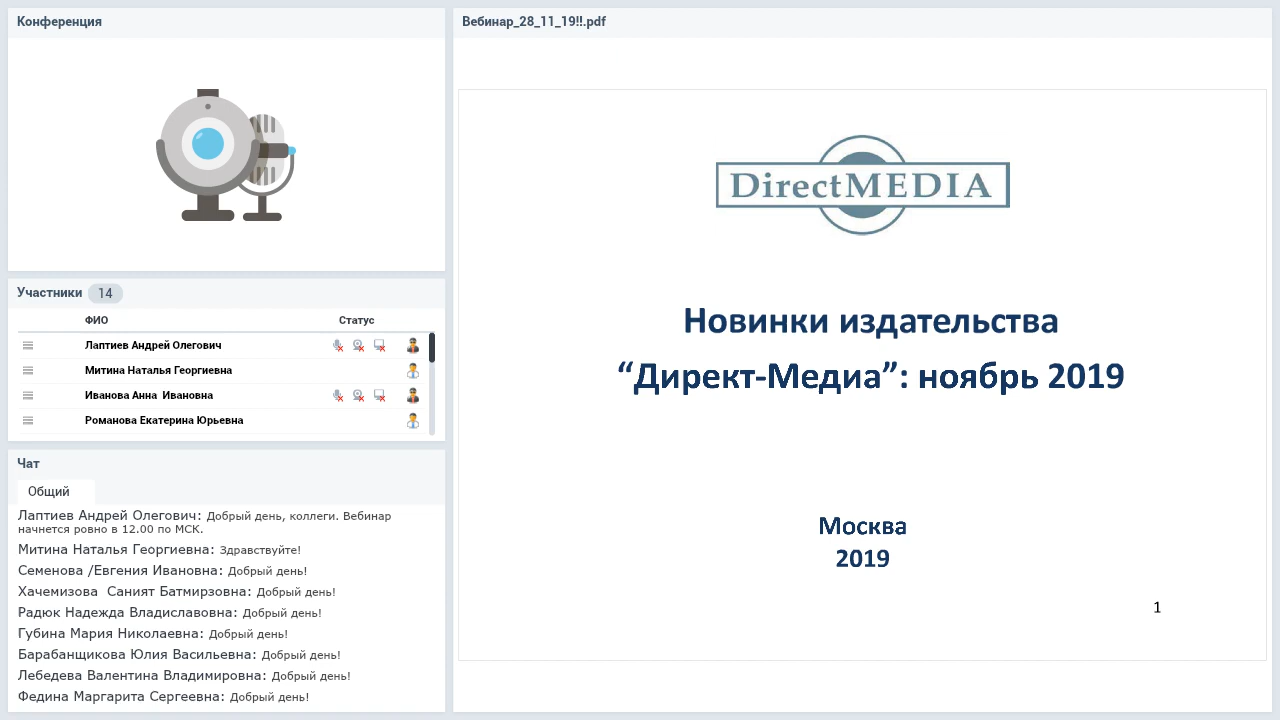 Конференция
Участники 14
ФИО Статус
Лаптиев Андрей Олегович
Митина Наталья Георгиевна
Иванова Анна  Ивановна
Романова Екатерина Юрьевна
Чат
Общий
Лаптиев Андрей Олегович: Добрый день, коллеги. Вебинар
начнется ровно в 12.00 по МСК.
Митина Наталья Георгиевна: Здравствуйте!
Семенова /Евгения Ивановна: Добрый день!
Хачемизова  Саният Батмирзовна: Добрый день!
Радюк Надежда Владиславовна: Добрый день!
Губина Мария Николаевна: Добрый день!
Барабанщикова Юлия Васильевна: Добрый день!
Лебедева Валентина Владимировна: Добрый день!
Федина Маргарита Сергеевна: Добрый день!
Вебинар_28_11_19!!.pdf
DirectMEDIA
Новинки издательства
“Директ-Медиа”: ноябрь 2019
Москва
2019
1